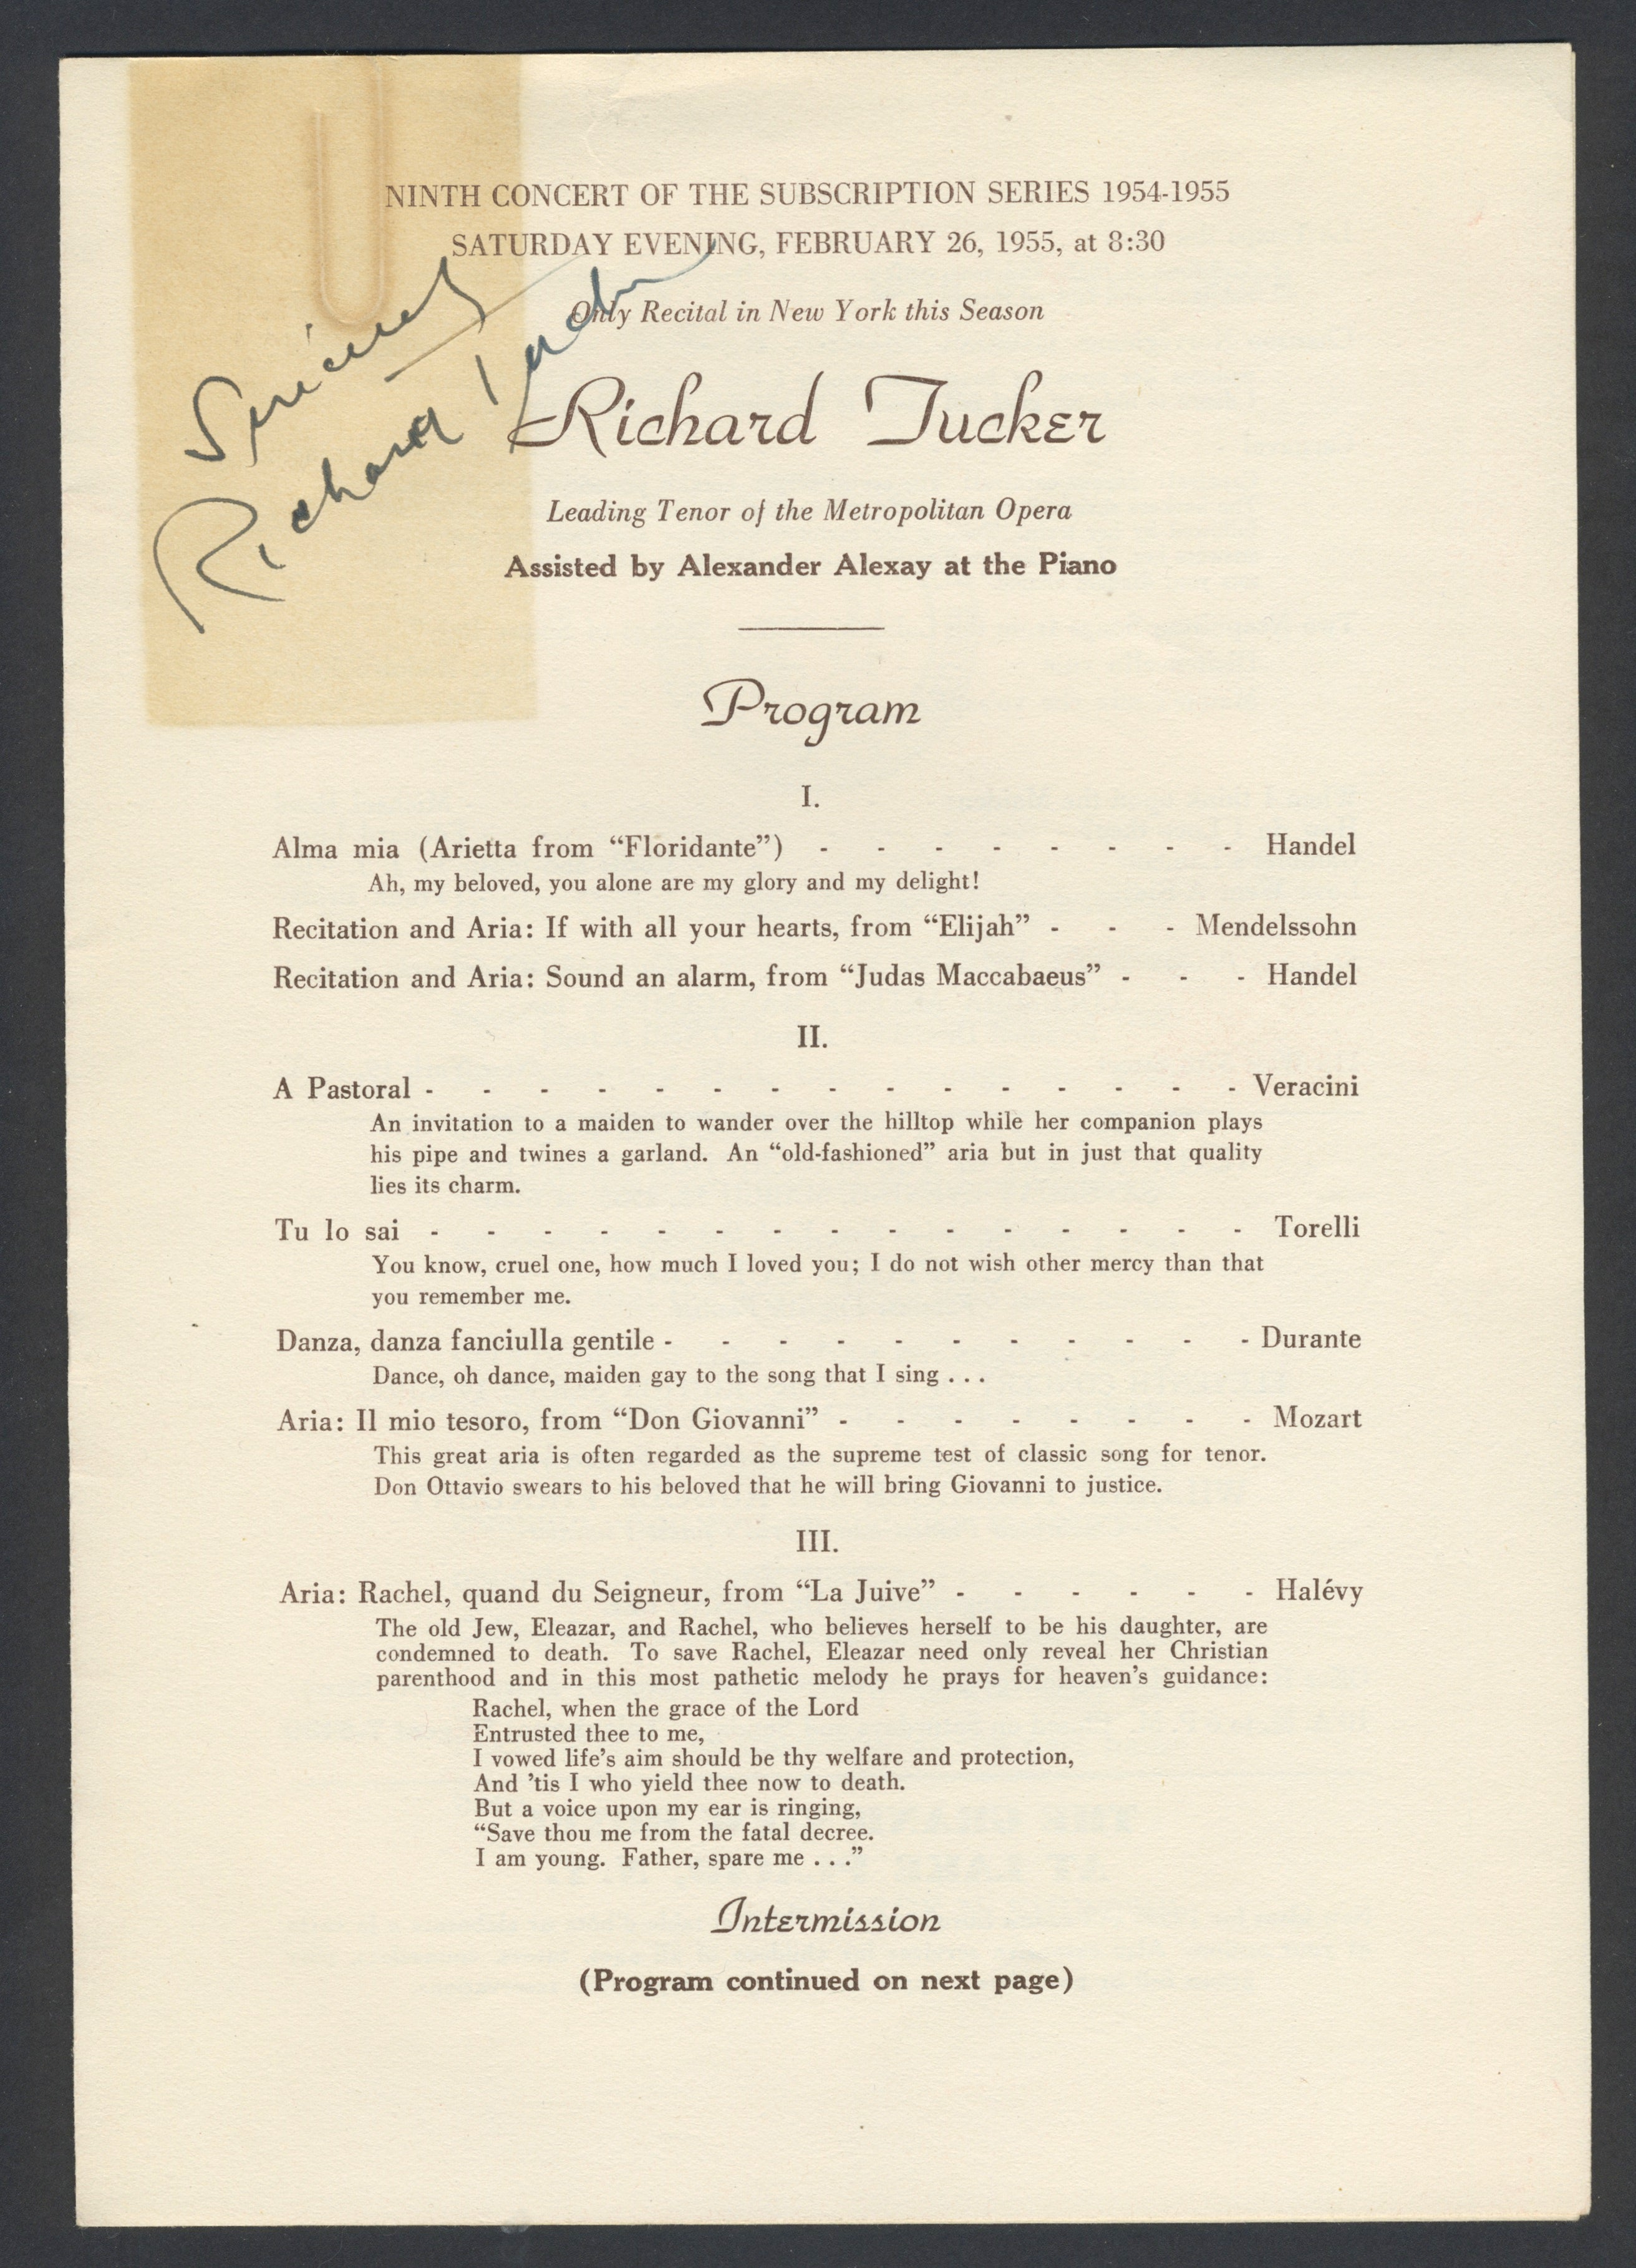 NINTH CONCERT OF THE SUBSCRIPTION SERIES 1954-1955
SATURDAY EVENING, FEBRUARY 26, 1955, at 8:30
Only Recital in New York this Season
Sincerely
Richard Tucker
Richard Tucker
Leading Tenor of the Metropolitan Opera
Assisted by Alexander Alexay at the Piano
Program
I.
Alma mia (Arietta from “Floridante”) - - - - - - - - Handel
Ah, my beloved, you alone are my glory and my delight!
Recitation and Aria: If with all your hearts, from “Elijah” - - - Mendelssohn
Recitation and Aria: Sound an alarm, from “Judas Maccabaeus” - - - Handel
II.
A Pastoral - - - - - - - - - - - - - - - Veracini
An invitation to a maiden to wander over the hilltop while her companion plays
his pipe and twines a garland. An “old-fashioned” aria but in just that quality
lies its charm.
Tu lo sai - - - - - - - - - - - - - - - Torelli
You know, cruel one, how much I loved you; I do not wish other mercy than that
you remember me.
Danza, danza fanciulla gentile - - - - - - - - - - - Durante
Dance, oh dance, maiden gay to the song that I sing . . .
Aria: Il mio tesoro, from “Don Giovanni” - - - - - - - - Mozart
This great aria is often regarded as the supreme test of classic song for tenor.
Don Ottavio swears to his beloved that he will bring Giovanni to justice.
III.
Aria: Rachel, quand du Seigneur, from “La Juive” - - - - - - Halévy
The old Jew, Eleazar, and Rachel, who believes herself to be his daughter, are
condemned to death. To save Rachel, Eleazar need only reveal her Christian
parenthood and in this most pathetic melody he prays for heaven’s guidance:
Rachel, when the grace of the Lord
Entrusted thee to me,
I vowed life’s aim should be thy welfare and protection,
And ’tis I who yield thee now to death.
But a voice upon my ear is ringing,
“Save thou me from the fatal decree.
I am young. Father, spare me . . .”
Intermission
(Program continued on next page)